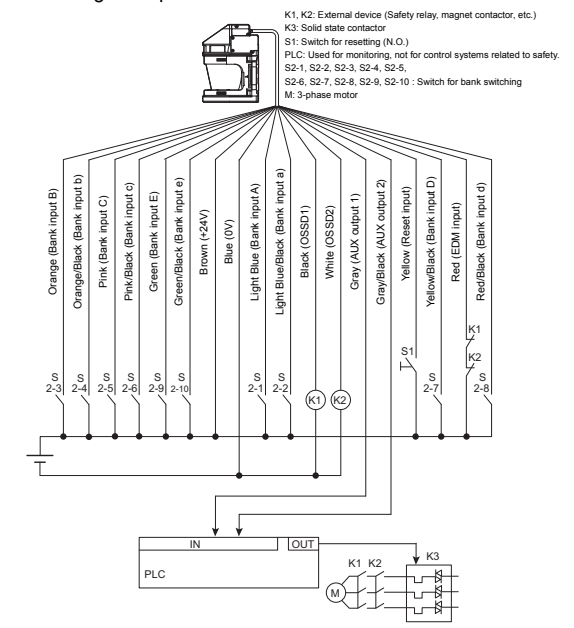 K1, K2: External device (Safety relay, magnet contactor, etc.)
K3: Solid state contactor
S1: Switch for resetting (N.O.)
PLC: Used for monitoring, not for control systems related to safety.
S2-1, S2-2, S2-3, S2-4, S2-5,
S2-6, S2-7, S2-8, S2-9, S2-10 : Switch for bank switching
M: 3-phase motor
Orange (Bank input B)
Orange/Black (Bank input b)
Pink (Bank input C)
Pink/Black (Bank input c)
Green (Bank input E)
Green/Black (Bank input e)
Brown (+24V)
Blue (0V)
Light Blue (Bank input A)
Light Blue/Black (Bank input a)
Black (OSSD1)
White (OSSD2)
Gray (AUX output 1)
Gray/Black (AUX output 2)
Yellow (Reset input)
Yellow/Black (Bank input D)
Red (EDM input)
Red/Black (Bank input d)
K1
S1
K2
S
2-3
S
2-4
S
2-5
S
2-6
S
2-9
S
2-10
S
2-1
S
2-2
K1
K2
S
2-7
S
2-8
IN
OUT
PLC
K1
K2
K3
M